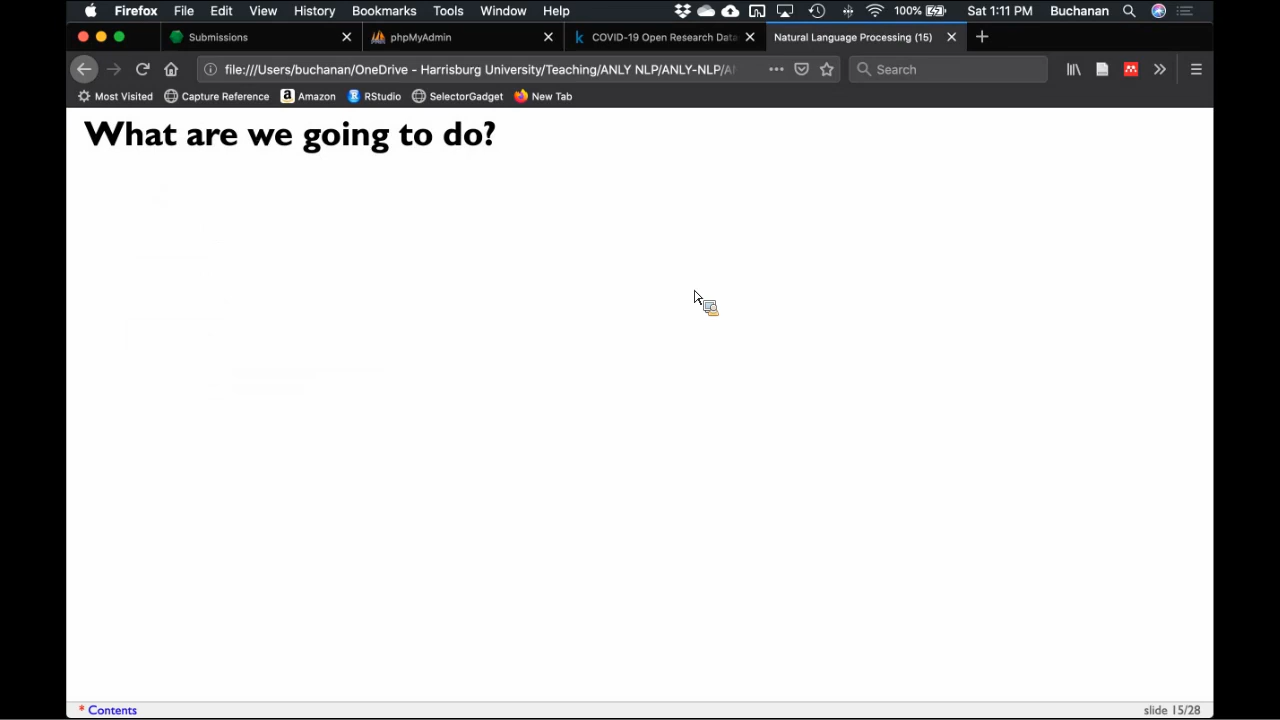 Firefox File Edit View History Bookmarks Tools Window Help 100% Sat 1:11 PM Buchanan
Submissions phpMyAdmin COVID-19 Open Research Data Natural Language Processing (15)
file:///Users/buchanan/OneDrive - Harrisburg University/Teaching/ANLY NLP/ANLY-NLP/AN Search
Most Visited Capture Reference Amazon RStudio SelectorGadget New Tab
What are we going to do?
* Contents slide 15/28